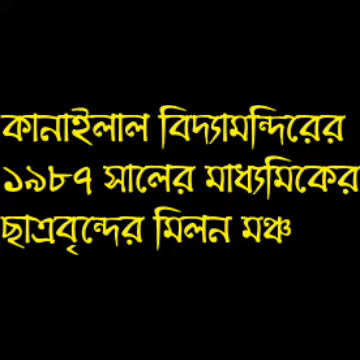 কানাইলাল বিদ্যামন্দিরের
১৯৮৭ সালের মাধ্যমিকের
ছাত্রবৃন্দের মিলন মঞ্চ